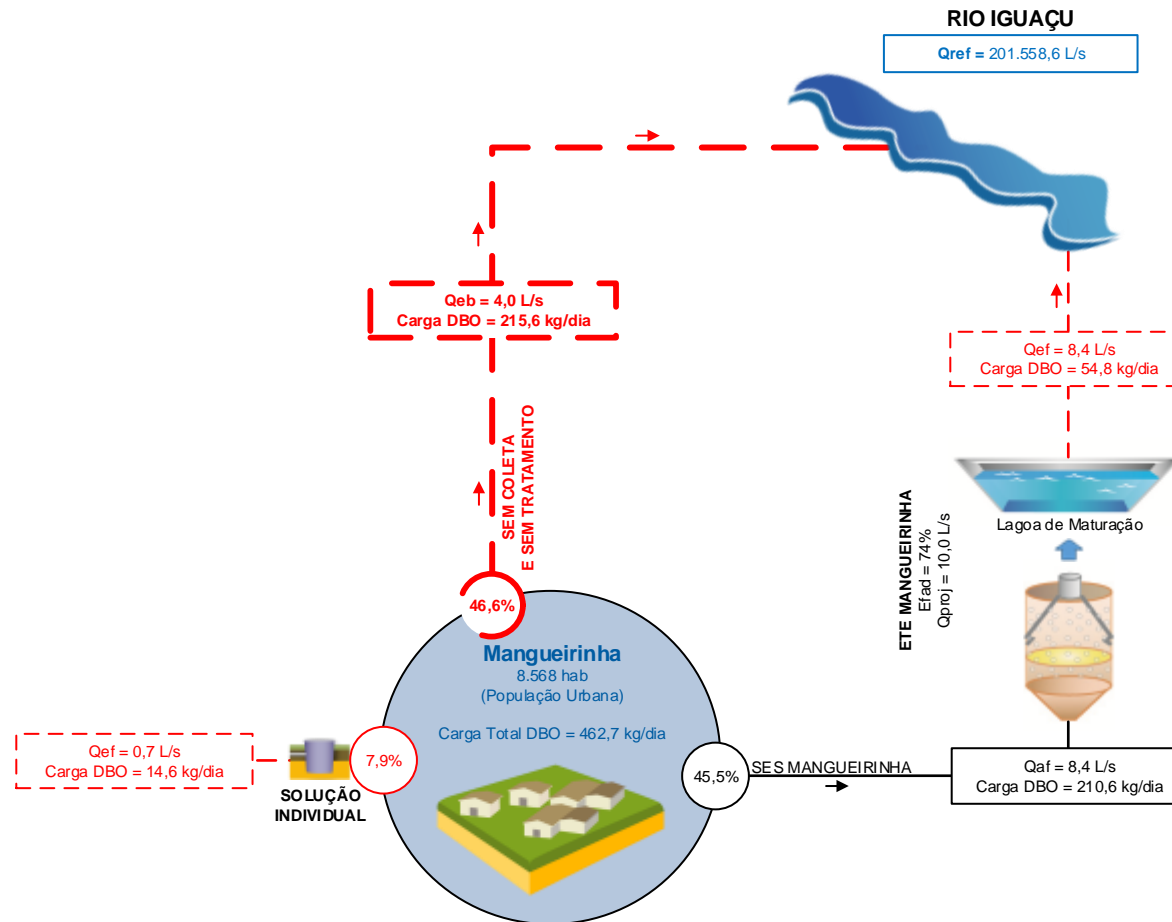 RIO IGUAÇU
Qref = 201.558,6 L/s
Qeb = 4,0 L/s
Carga DBO = 215,6 kg/dia
Qef = 8,4 L/s
Carga DBO = 54,8 kg/dia
SEM COLETA
E SEM TRATAMENTO
Lagoa de Maturação
ETE MANGUEIRINHA
Efad = 74%
Qproj = 10,0 L/s
46,6%
Mangueirinha
8.568 hab
(População Urbana)
Carga Total DBO = 462,7 kg/dia
Qef = 0,7 L/s
Carga DBO = 14,6 kg/dia
7,9%
SOLUÇÃO
INDIVIDUAL
45,5%
SES MANGUEIRINHA
Qaf = 8,4 L/s
Carga DBO = 210,6 kg/dia